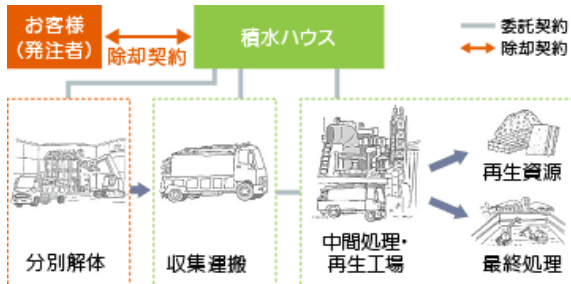 お客様
(発注者)
除却契約
積水ハウス
委託契約
除却契約
分別解体
収集運搬
中間処理・
再生工場
再生資源
最終処理